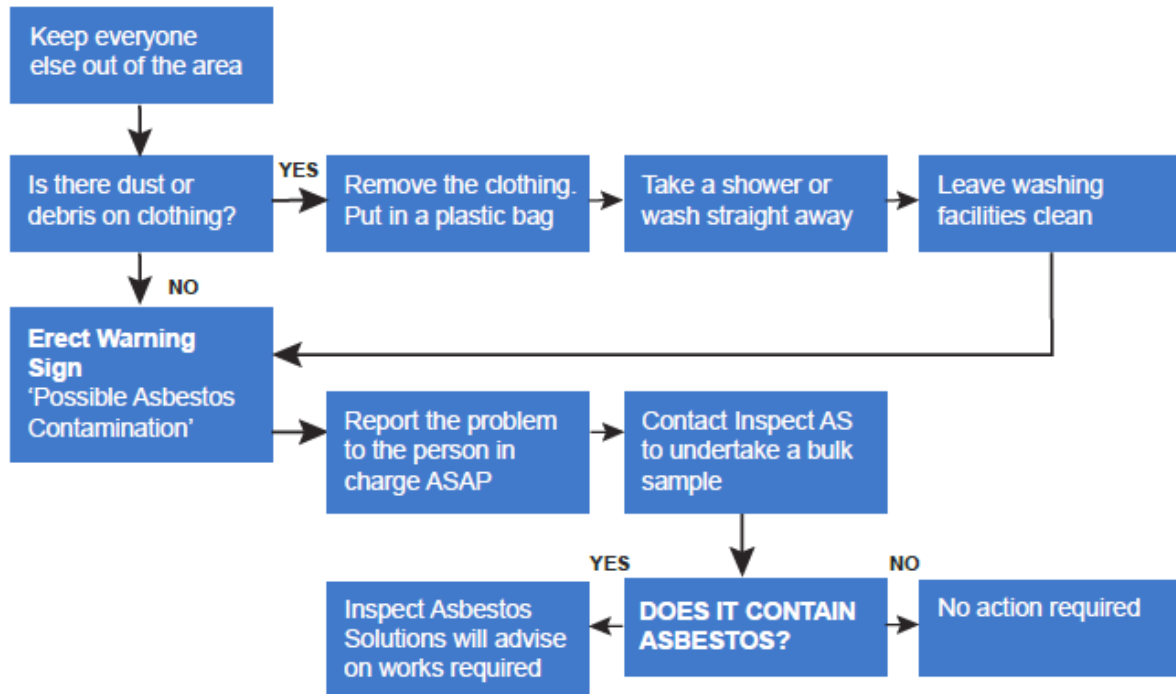 Keep everyone
else out of the area
Is there dust or
debris on clothing?
YES
Remove the clothing.
Put in a plastic bag
Take a shower or
wash straight away
Leave washing
facilities clean
NO
Erect Warning
Sign
‘Possible Asbestos
Contamination’
Report the problem
to the person in
charge ASAP
Contact Inspect AS
to undertake a bulk
sample
DOES IT CONTAIN
ASBESTOS?
YES
Inspect Asbestos
Solutions will advise
on works required
NO
No action required